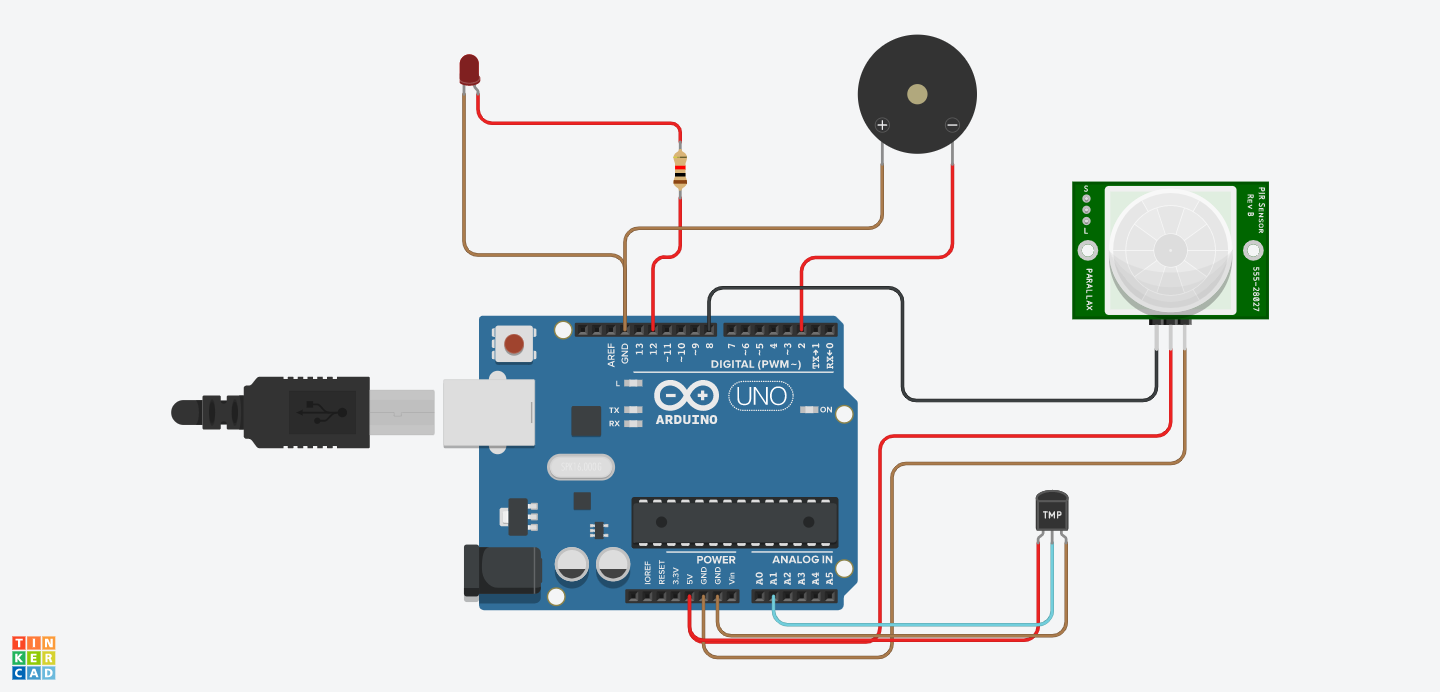 + −
S
L
PIR SENSOR
REV B
PARALLAX
555-28027
AREF
GND
13
12
~11
~10
~9
8
7
~6
~5
4
~3
2
TX→1
RX←0
DIGITAL (PWM~)
L
TX
RX
UNO
ON
ARDUINO
TMP
POWER
ANALOG IN
IOREF
RESET
3.3V
5V
GND
GND
Vin
A0
A1
A2
A3
A4
A5
TIN
KER
CAD